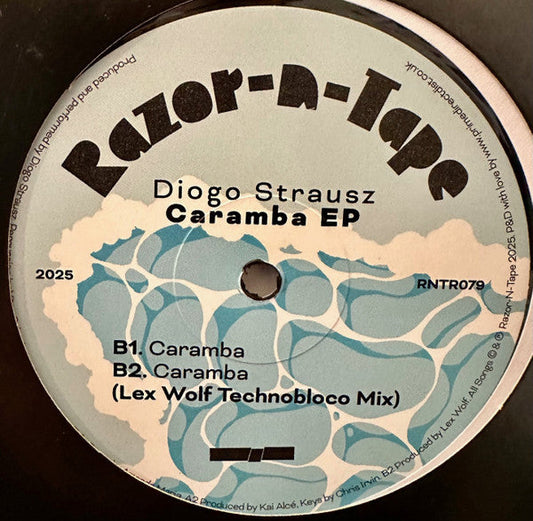 Razor-n-Tape
Diogo Strausz
Caramba EP
2025
RNTR079
B1. Caramba
B2. Caramba
(Lex Wolf Technobloco Mix)
Produced and performed by Diogo Strausz.
A2 Produced by Kai Alcé, Keys by Chris Irvin. B2 Produced by Lex Wolf. All Songs © & ℗ Razor-N-Tape 2025. P&D with love by www.primedirectdist.co.uk